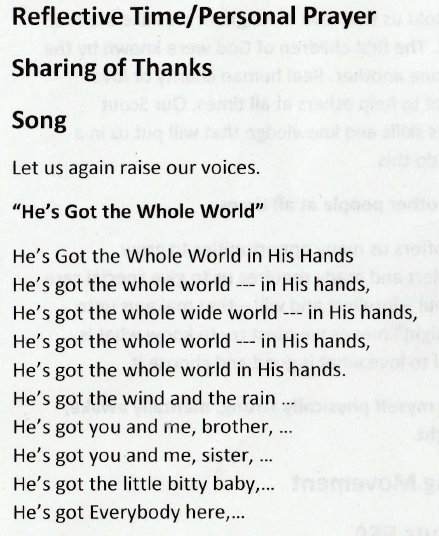 Reflective Time/Personal Prayer
Sharing of Thanks
Song
Let us again raise our voices.
“He’s Got the Whole World”
He’s Got the Whole World in His Hands
He’s got the whole world --- in His hands,
He’s got the whole wide world --- in His hands,
He’s got the whole world --- in His hands,
He’s got the whole world in His hands.
He’s got the wind and the rain ...
He’s got you and me, brother, ...
He’s got you and me, sister, ...
He’s got the little bitty baby,...
He’s got Everybody here,...